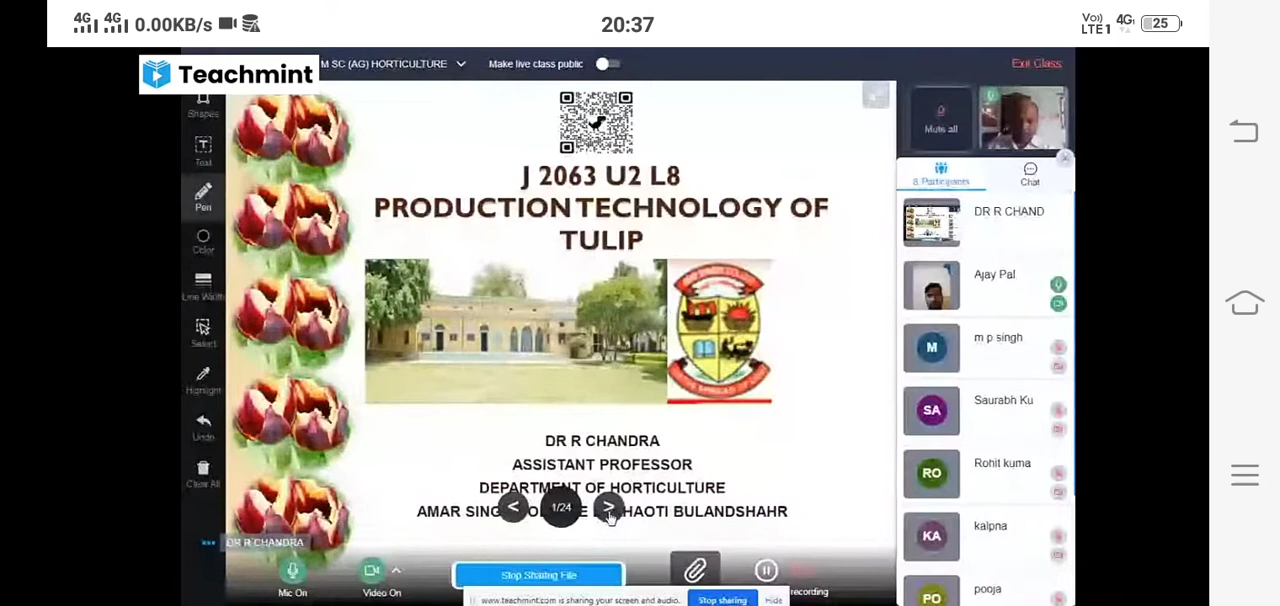 4G 4G 0.00KB/s 20:37 Vo)) LTE1 4G 25
Teachmint M SC (AG) HORTICULTURE Make live class public Exit Class
Shapes
Text
Pen
Color
Line Width
Select
Highlight
Undo
Clear All
J 2063 U2 L8
PRODUCTION TECHNOLOGY OF
TULIP
DR R CHANDRA
ASSISTANT PROFESSOR
DEPARTMENT OF HORTICULTURE
AMAR SING LHAOTI BULANDSHAHR
< 1/24 >
DR R CHANDRA
Mic On
Video On
Stop Sharing File
recording
www.teachmint.com is sharing your screen and audio. Stop sharing Hide
Mute all
8 Participants
Chat
DR R CHAND
Ajay Pal
M m p singh
SA Saurabh Ku
RO Rohit kuma
KA kalpna
PO pooja